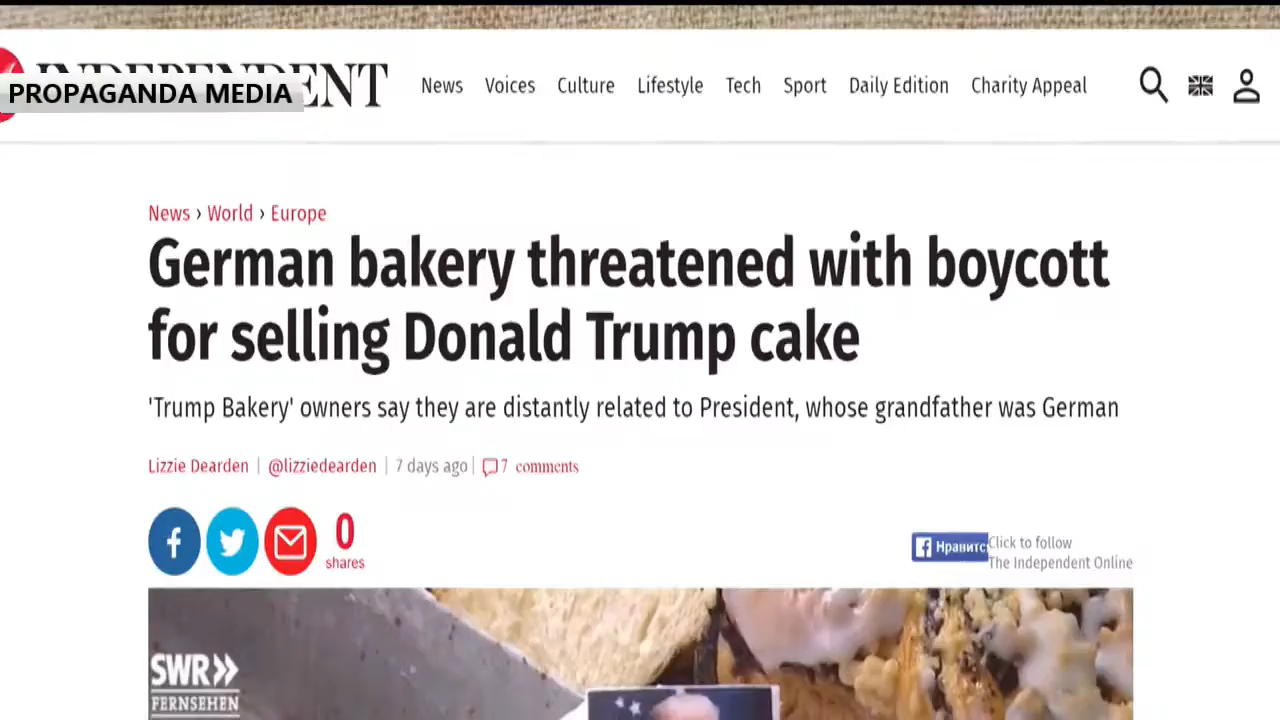 INDEPENDENT
PROPAGANDA MEDIA
News Voices Culture Lifestyle Tech Sport Daily Edition Charity Appeal
News › World › Europe
German bakery threatened with boycott
for selling Donald Trump cake
'Trump Bakery' owners say they are distantly related to President, whose grandfather was German
Lizzie Dearden | @lizziedearden | 7 days ago | 7 comments
0
shares
Нравитс
Click to follow
The Independent Online
SWR
FERNSEHEN